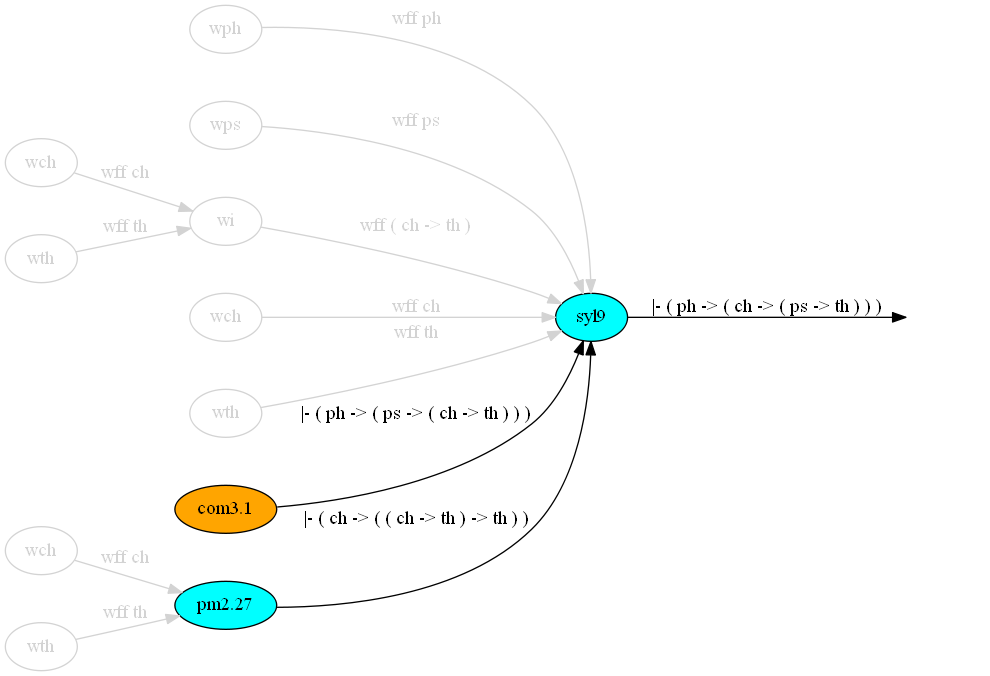 wph
wff ph
wps
wff ps
wch
wff ch
wth
wff th
wi
wff ( ch -> th )
wch
wff ch
wth
wff th
syl9
|- ( ph -> ( ch -> ( ps -> th ) ) )
|- ( ph -> ( ps -> ( ch -> th ) ) )
com3.1
|- ( ch -> ( ( ch -> th ) -> th ) )
wch
wff ch
pm2.27
wth
wff th